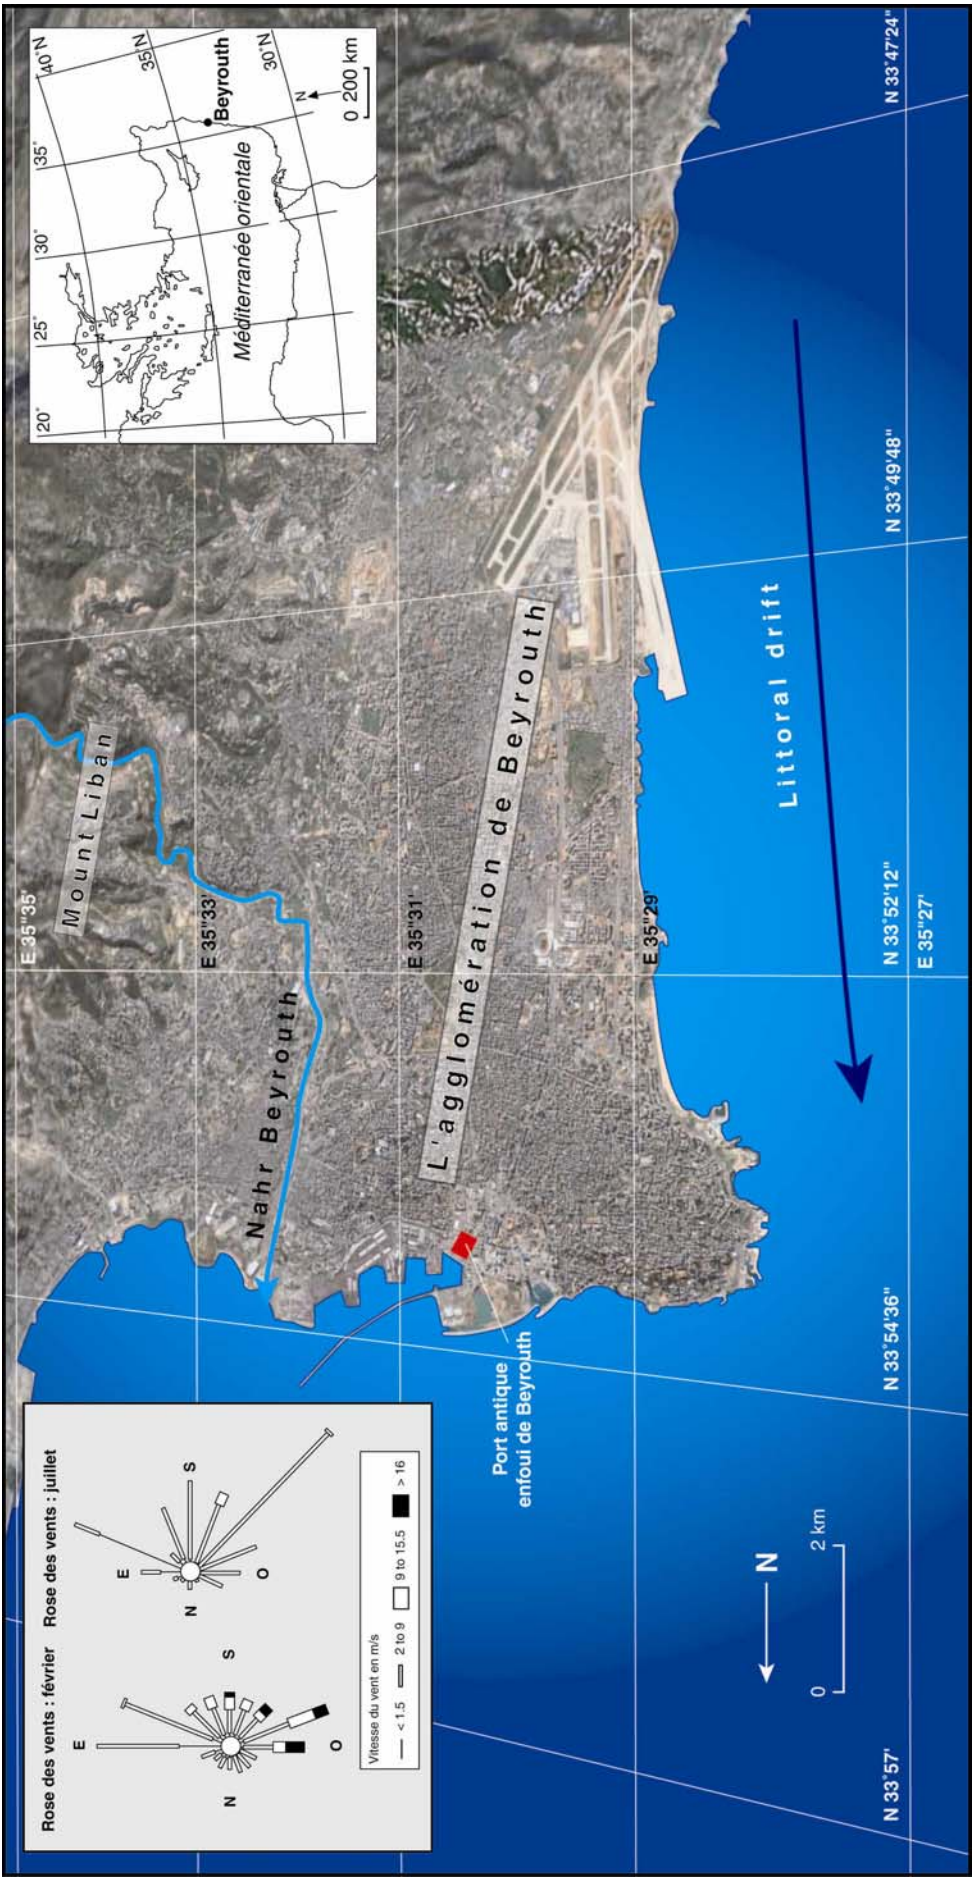 Rose des vents : février
E
N
S
O
Rose des vents : juillet
E
N
S
O
Vitesse du vent en m/s
< 1.5
2 to 9
9 to 15.5
> 16
40°N
35°N
30°N
20°
25°
30°
35°
Beyrouth
Méditerranée orientale
N
0 200 km
Mount Liban
Nahr Beyrouth
L'agglomération de Beyrouth
Port antique
enfoui de Beyrouth
Littoral drift
E 35"35'
E 35"33'
E 35"31'
E 35"29'
E 35"27'
N 33°57'
N 33°54'36"
N 33°52'12"
N 33°49'48"
N 33°47'24"
N
0
2 km